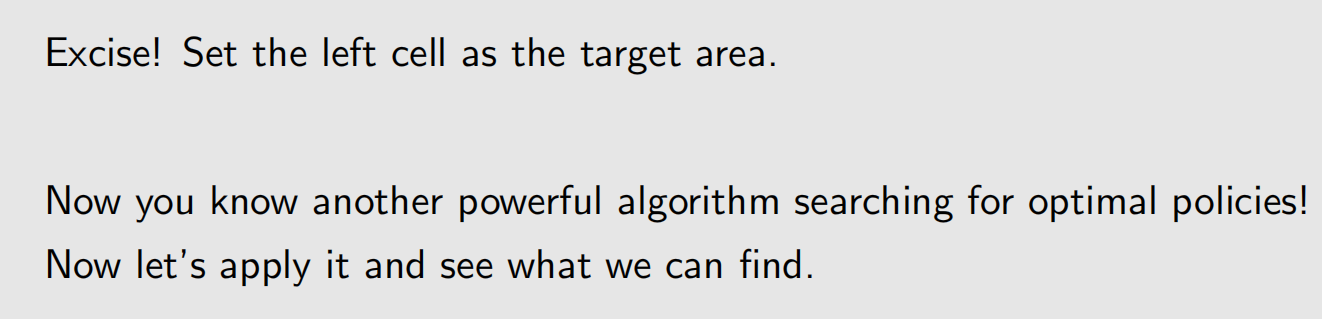 Excise! Set the left cell as the target area.
Now you know another powerful algorithm searching for optimal policies!
Now let's apply it and see what we can find.